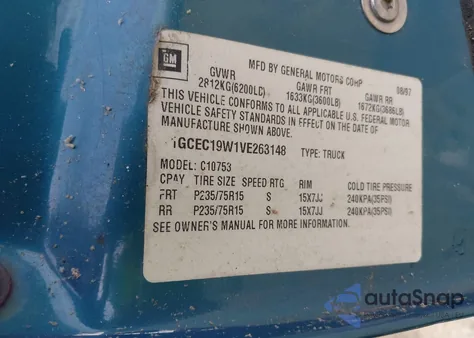 GM
MFD BY GENERAL MOTORS CORP 08/97
GVWR GAWR FRT GAWR RR
2812KG(6200LB) 1633KG(3600LB) 1672KG(3686LB)
THIS VEHICLE CONFORMS TO ALL APPLICABLE U.S. FEDERAL MOTOR
VEHICLE SAFETY STANDARDS IN EFFECT ON THE DATE OF
MANUFACTURE SHOWN ABOVE.
1GCEC19W1VE263148 TYPE: TRUCK
MODEL: C10753
CPAY TIRE SIZE SPEED RTG RIM COLD TIRE PRESSURE
FRT P235/75R15 S 15X7JJ 240KPA(35PSI)
RR P235/75R15 S 15X7JJ 240KPA(35PSI)
SEE OWNER'S MANUAL FOR MORE INFORMATION.
autoSnap